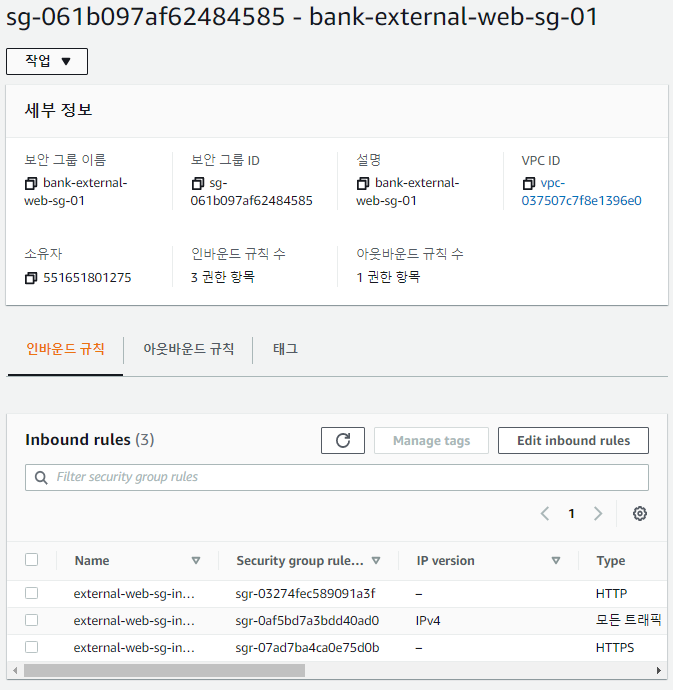 sg-061b097af62484585 - bank-external-web-sg-01
작업 ▼
세부 정보
보안 그룹 이름
bank-external-
web-sg-01
보안 그룹 ID
sg-
061b097af62484585
설명
bank-external-
web-sg-01
VPC ID
vpc-
037507c7f8e1396e0
소유자
551651801275
인바운드 규칙 수
3 권한 항목
아웃바운드 규칙 수
1 권한 항목
인바운드 규칙 아웃바운드 규칙 태그
Inbound rules (3) Manage tags Edit inbound rules
Filter security group rules
1
Name Security group rule... IP version Type
external-web-sg-in... sgr-03274fec589091a3f – HTTP
external-web-sg-in... sgr-0af5bd7a3bdd40ad0 IPv4 모든 트래픽
external-web-sg-in... sgr-07ad7ba4ca0e75d0b – HTTPS